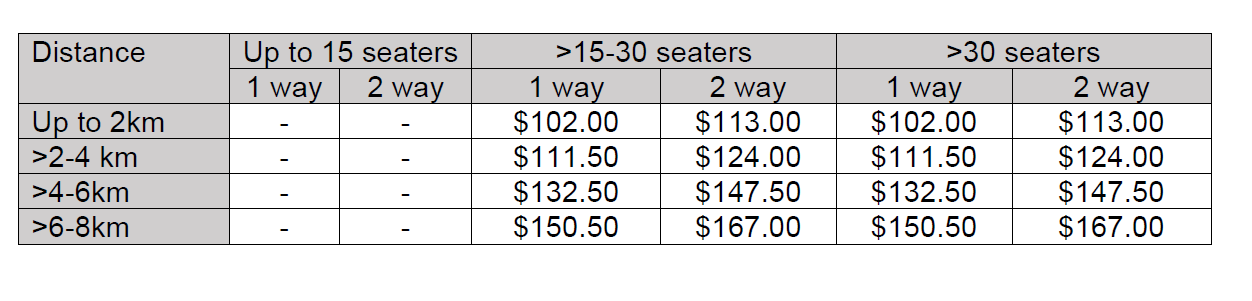 Distance Up to 15 seaters >15-30 seaters >30 seaters
1 way 2 way 1 way 2 way 1 way 2 way
Up to 2km - - $102.00 $113.00 $102.00 $113.00
>2-4 km - - $111.50 $124.00 $111.50 $124.00
>4-6km - - $132.50 $147.50 $132.50 $147.50
>6-8km - - $150.50 $167.00 $150.50 $167.00